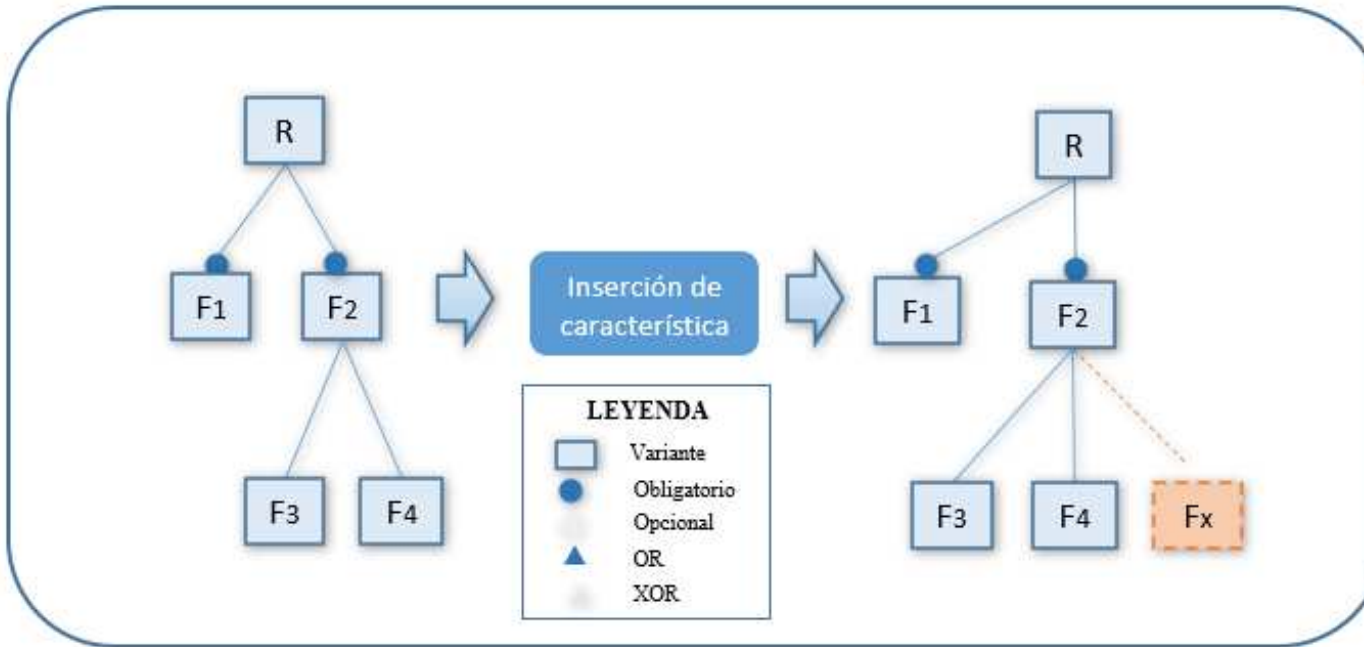 R
F1
F2
F3
F4
Inserción de
característica
LEYENDA
Variante
Obligatorio
Opcional
OR
XOR
R
F1
F2
F3
F4
Fx